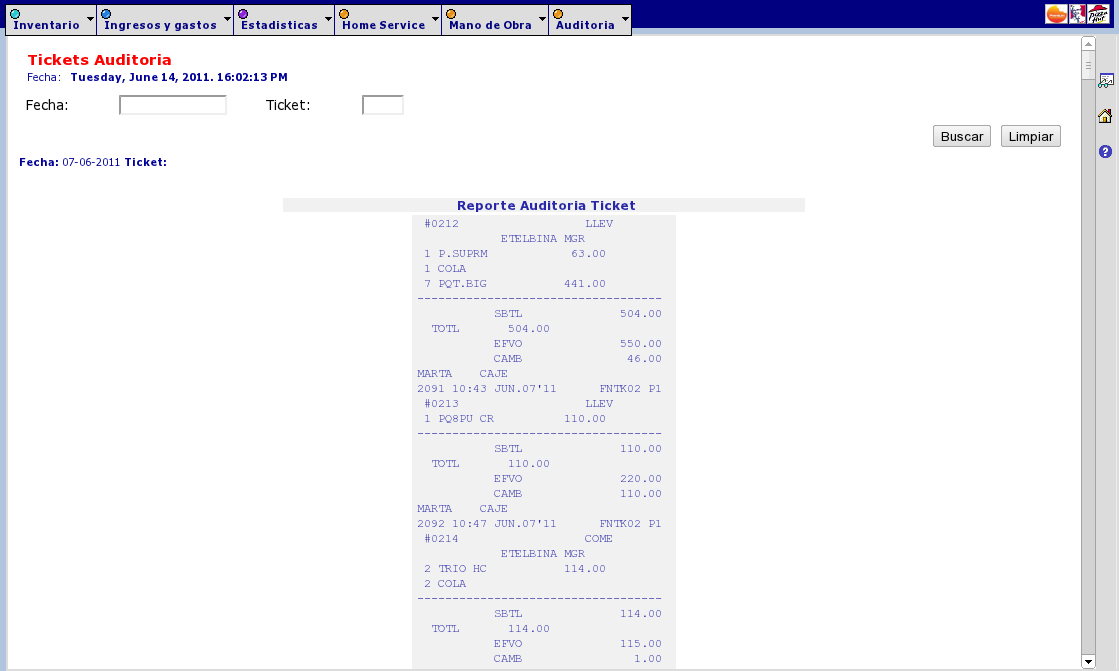 Inventario Ingresos y gastos Estadísticas Home Service Mano de Obra Auditoria
Tickets Auditoria
Fecha: Tuesday, June 14, 2011. 16:02:13 PM
Fecha: Ticket:
Buscar Limpiar
Fecha: 07-06-2011 Ticket:
Reporte Auditoria Ticket
#0212 LLEV
ETELBINA MGR
1 P.SUPRM 63.00
1 COLA
7 PQT.BIG 441.00
-----------------------------------
SBTL 504.00
TOTL 504.00
EFVO 550.00
CAMB 46.00
MARTA CAJE
2091 10:43 JUN.07'11 FNTK02 P1
#0213 LLEV
1 PQ8PU CR 110.00
-----------------------------------
SBTL 110.00
TOTL 110.00
EFVO 220.00
CAMB 110.00
MARTA CAJE
2092 10:47 JUN.07'11 FNTK02 P1
#0214 COME
ETELBINA MGR
2 TRIO HC 114.00
2 COLA
-----------------------------------
SBTL 114.00
TOTL 114.00
EFVO 115.00
CAMB 1.00